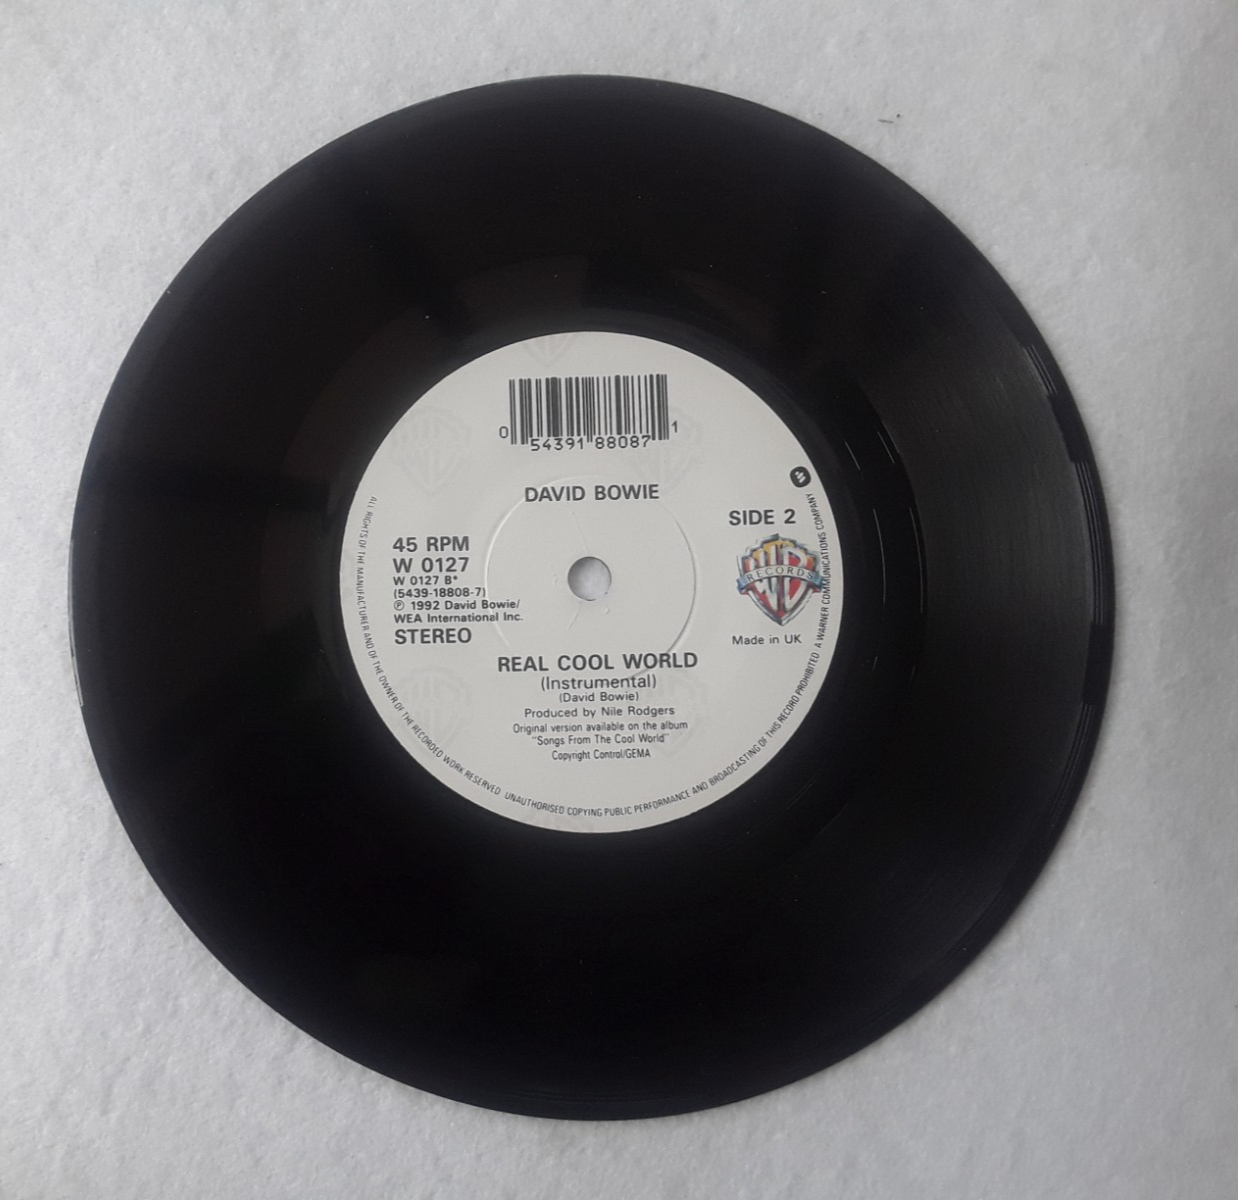 0 54391 88087 1
DAVID BOWIE
SIDE 2
45 RPM
W 0127
W 0127 B*
(5439-18808-7)
℗ 1992 David Bowie/
WEA International Inc.
STEREO
WB
RECORDS
Made in UK
REAL COOL WORLD
(Instrumental)
(David Bowie)
Produced by Nile Rodgers
Original version available on the album
"Songs From The Cool World"
Copyright Control/GEMA
ALL RIGHTS OF THE MANUFACTURER AND OF THE OWNER OF THE RECORDED WORK RESERVED UNAUTHORISED COPYING PUBLIC PERFORMANCE AND BROADCASTING OF THIS RECORD PROHIBITED A WARNER COMMUNICATIONS COMPANY